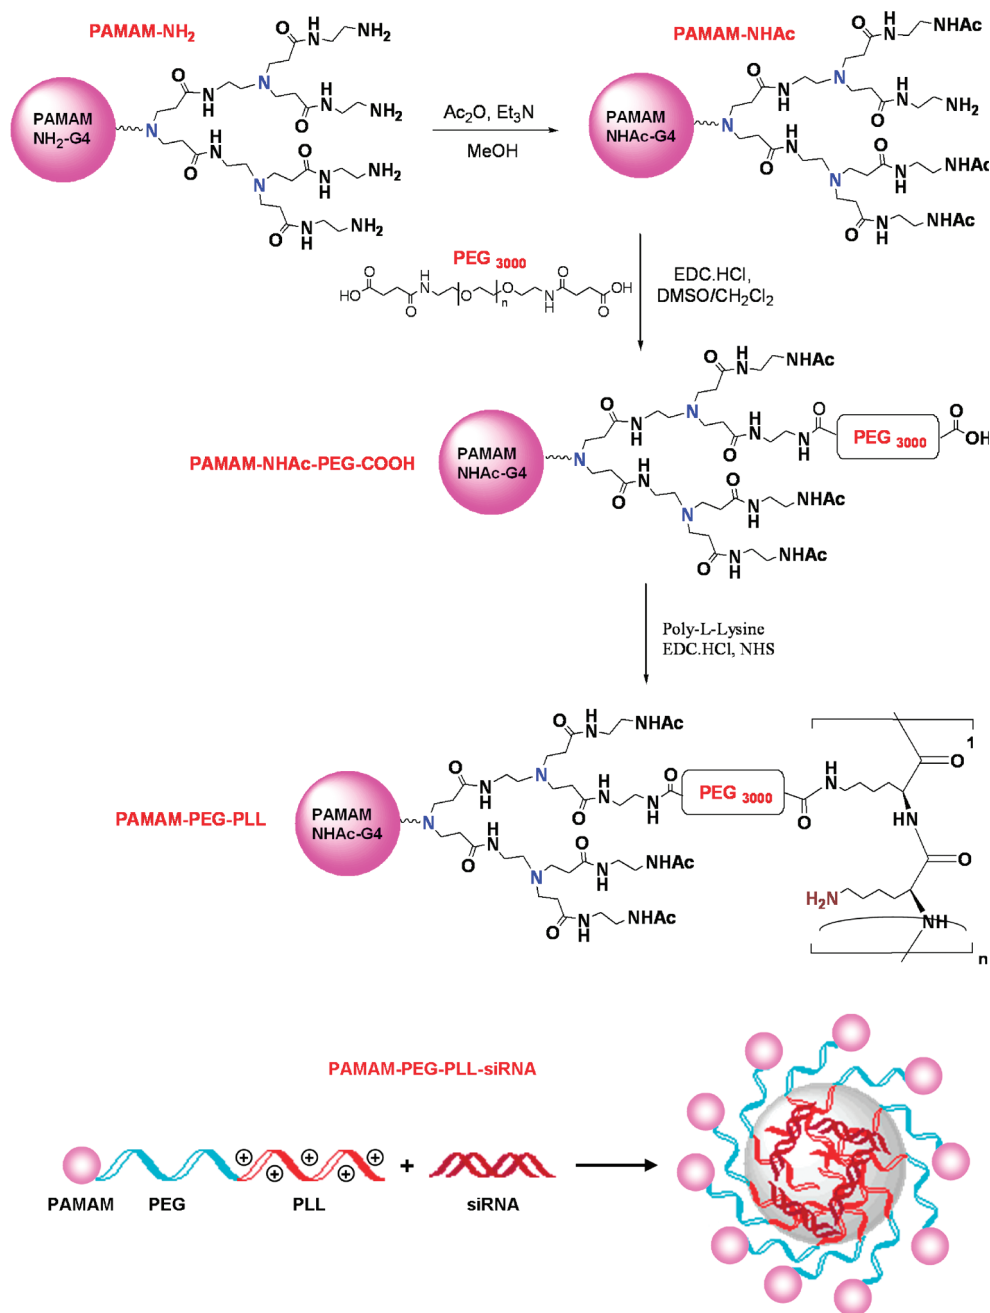 PAMAM-NH2
PAMAM-NHAc
PAMAM
NH2-G4
O
N
H
N
O
H
N
NH2
O
N
H
NH2
N
O
N
H
N
O
H
N
NH2
O
N
H
NH2
Ac2O, Et3N
MeOH
PAMAM
NHAc-G4
O
N
H
N
O
H
N
NHAc
O
N
H
NH2
N
O
N
H
N
O
H
N
NHAc
O
N
H
NHAc
PEG 3000
HO
O
O
H
N
O
n
O
N
H
O
O
OH
EDC.HCl,
DMSO/CH2Cl2
PAMAM-NHAc-PEG-COOH
PAMAM
NHAc-G4
O
N
H
N
O
H
N
NHAc
O
H
N
H
N
O
PEG 3000
O
OH
N
O
N
H
N
O
N
H
NHAc
O
N
H
NHAc
Poly-L-Lysine
EDC.HCl, NHS
PAMAM-PEG-PLL
PAMAM
NHAc-G4
O
N
H
N
O
H
N
NHAc
O
H
N
H
N
O
PEG 3000
O
H
N
1
O
NH
O
H2N
NH
n
N
O
N
H
N
O
N
H
NHAc
O
N
H
NHAc
PAMAM-PEG-PLL-siRNA
+ + + + +
+
PAMAM PEG PLL siRNA